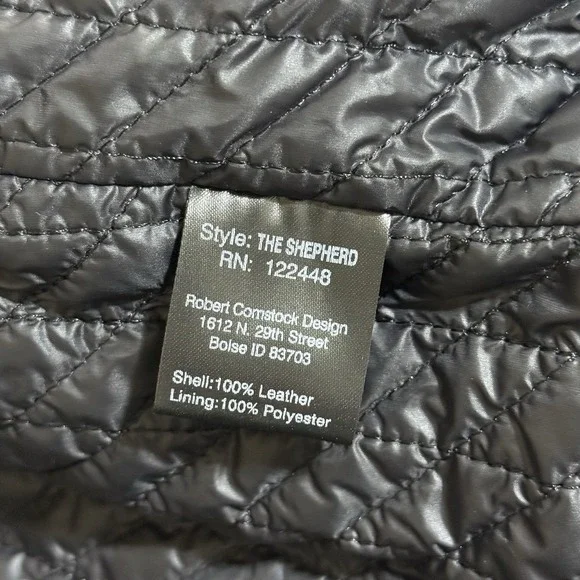 Style: THE SHEPHERD
RN: 122448
Robert Comstock Design
1612 N. 29th Street
Boise ID 83703
Shell:100% Leather
Lining:100% Polyester